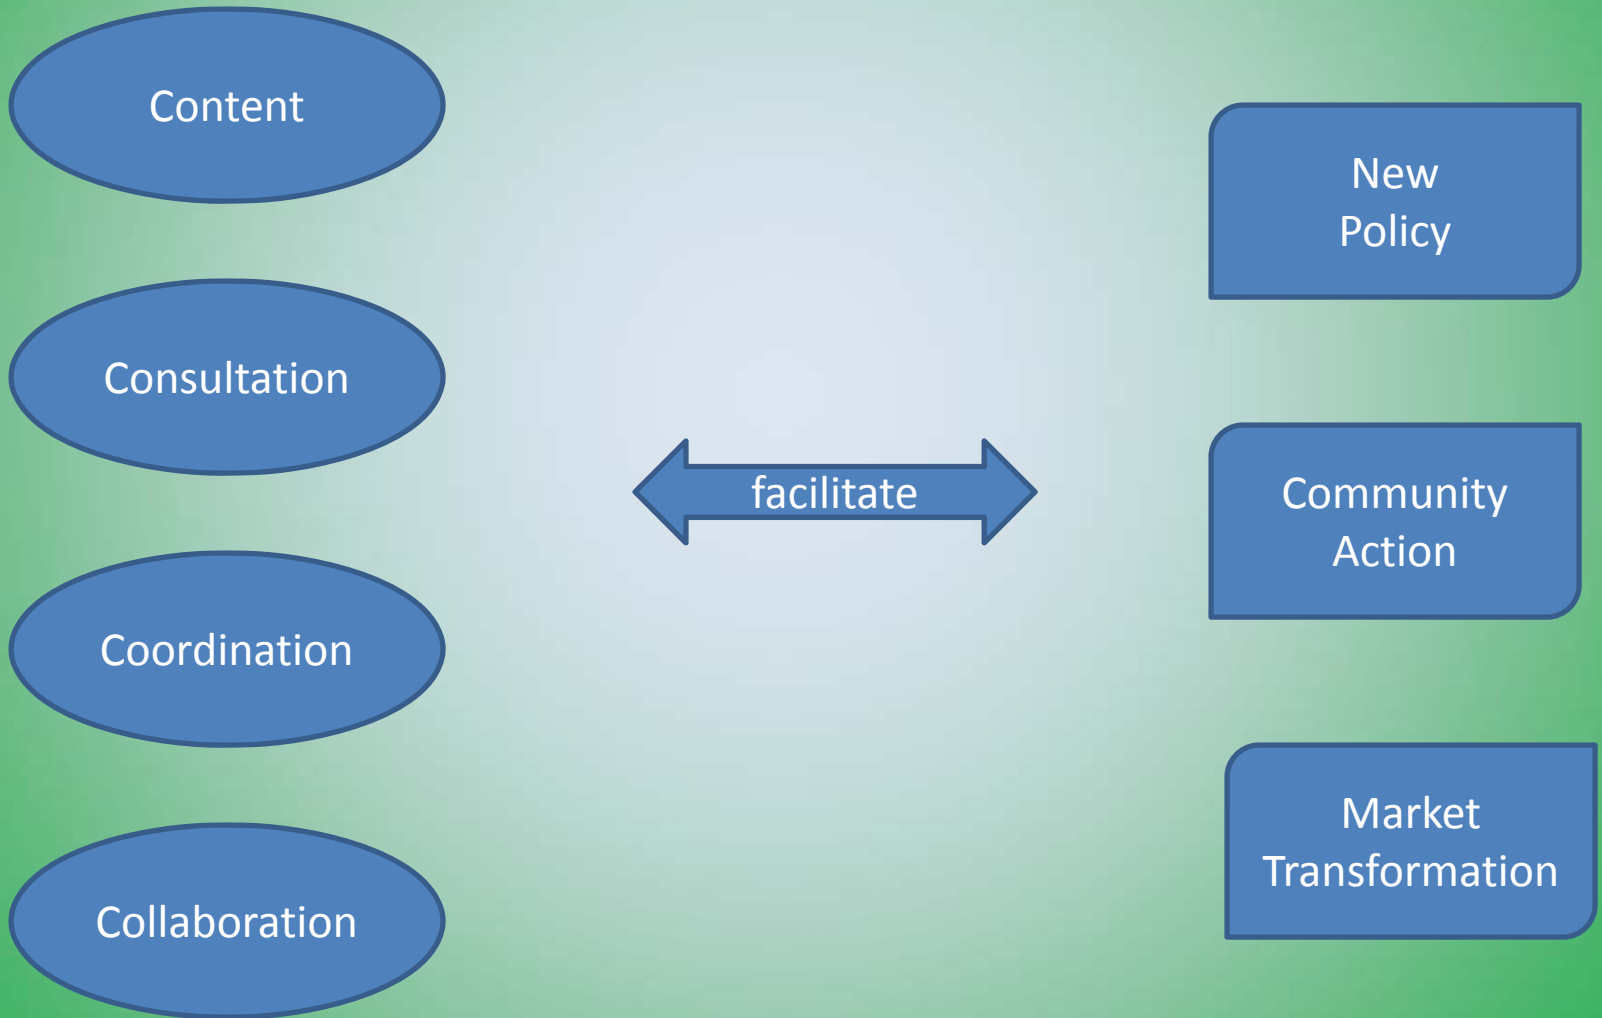 Content
Consultation
Coordination
Collaboration
facilitate
New
Policy
Community
Action
Market
Transformation